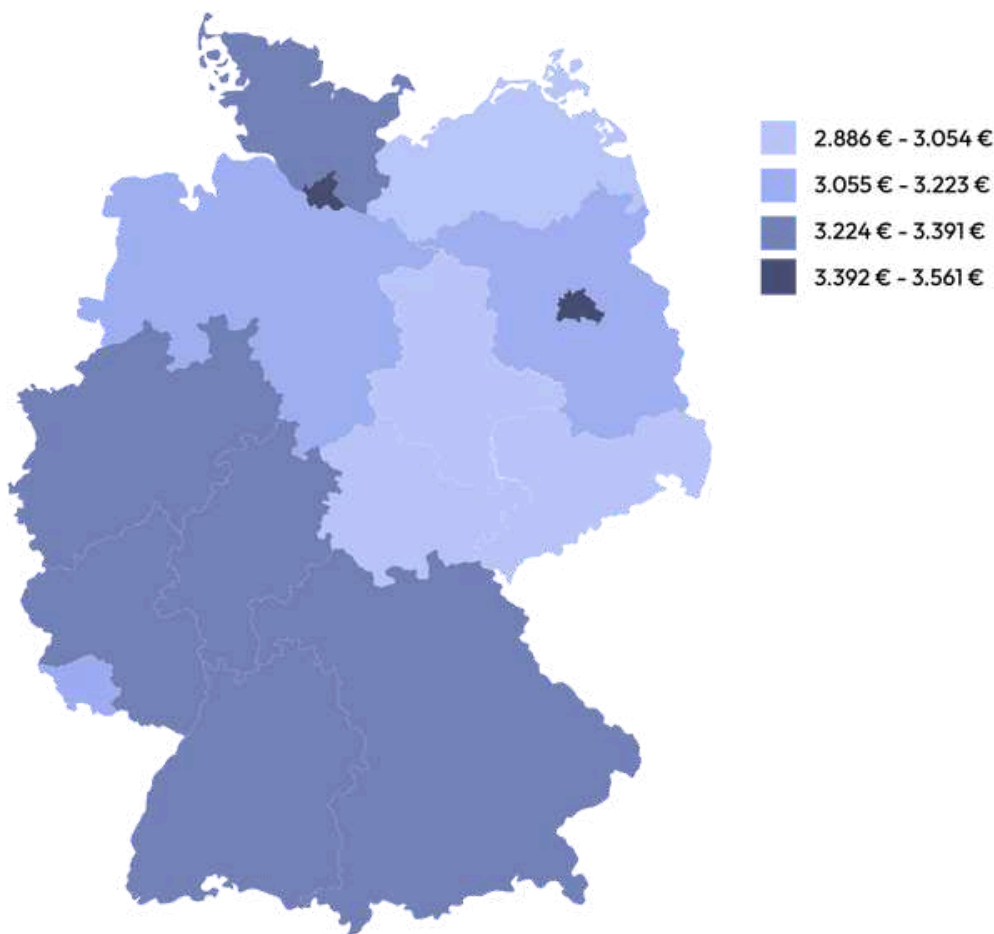 2.886 € - 3.054 €
3.055 € - 3.223 €
3.224 € - 3.391 €
3.392 € - 3.561 €